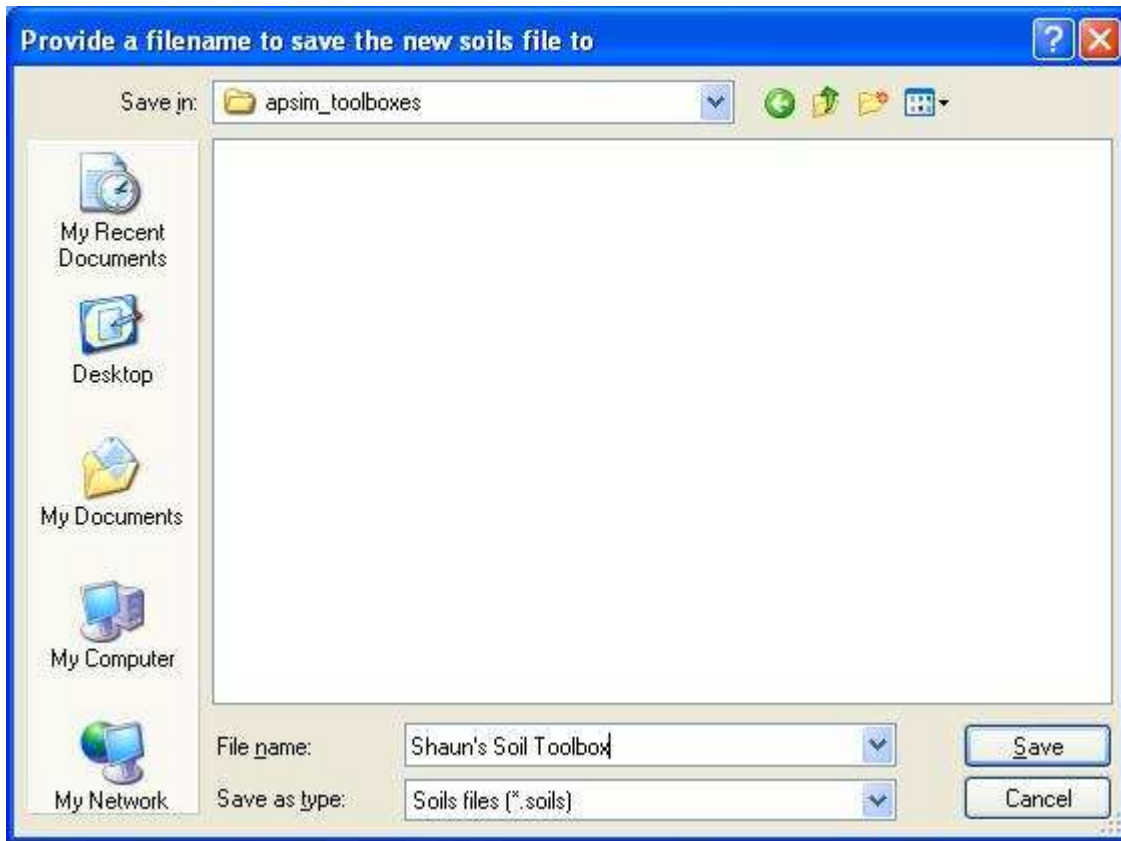 Provide a filename to save the new soils file to
Save in:
apsim_toolboxes
My Recent
Documents
Desktop
My Documents
My Computer
My Network
File name:
Shaun's Soil Toolbox
Save
Save as type:
Soils files (*.soils)
Cancel